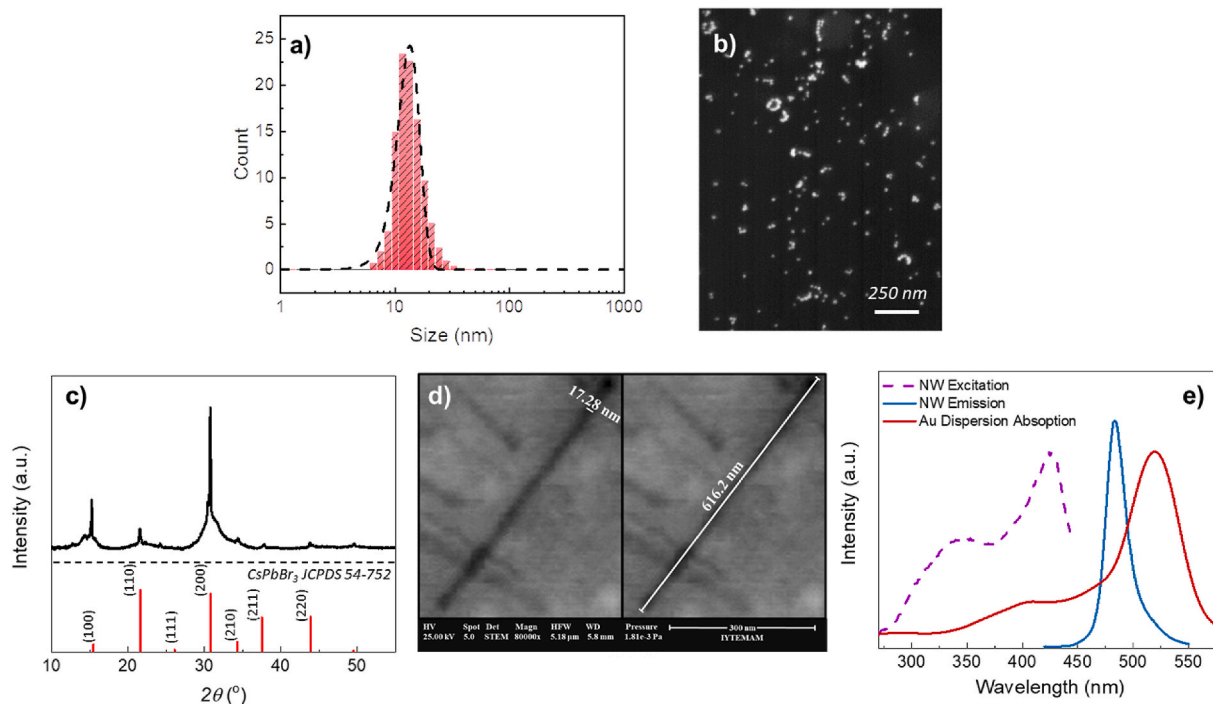 a)
25
20
15
10
5
0
Count
1
10
100
1000
Size (nm)
b)
250 nm
c)
Intensity (a.u.)
CsPbBr₃ JCPDS 54-752
(100)
(110)
(111)
(200)
(210)
(211)
(220)
10
20
30
40
50
2θ (°)
d)
17.28 nm
616.2 nm
HV Spot Det Magn HFW WD Pressure
25.00 kV 5.0 STEM 80000x 5.18 μm 5.8 mm 1.81e-3 Pa
300 nm
IYTEMAM
e)
NW Excitation
NW Emission
Au Dispersion Absoption
Intensity (a.u.)
300
350
400
450
500
550
Wavelength (nm)